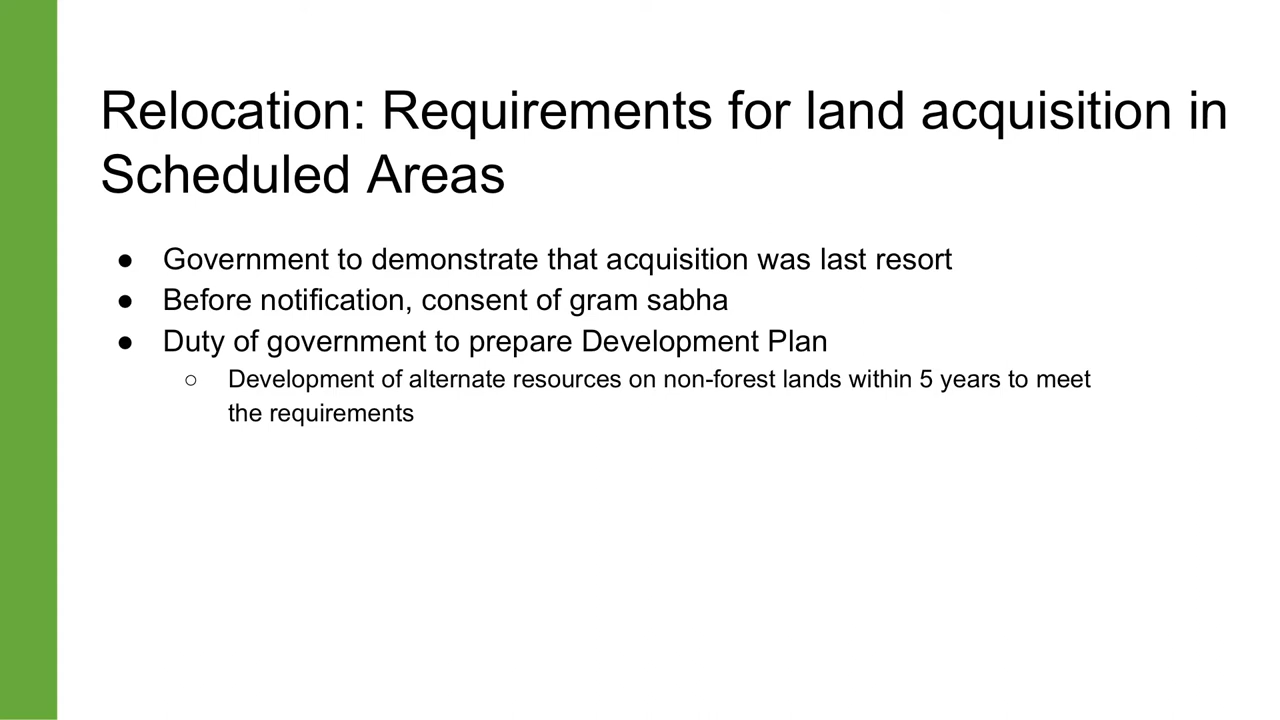 Relocation: Requirements for land acquisition in
Scheduled Areas
● Government to demonstrate that acquisition was last resort
● Before notification, consent of gram sabha
● Duty of government to prepare Development Plan
○ Development of alternate resources on non-forest lands within 5 years to meet
the requirements